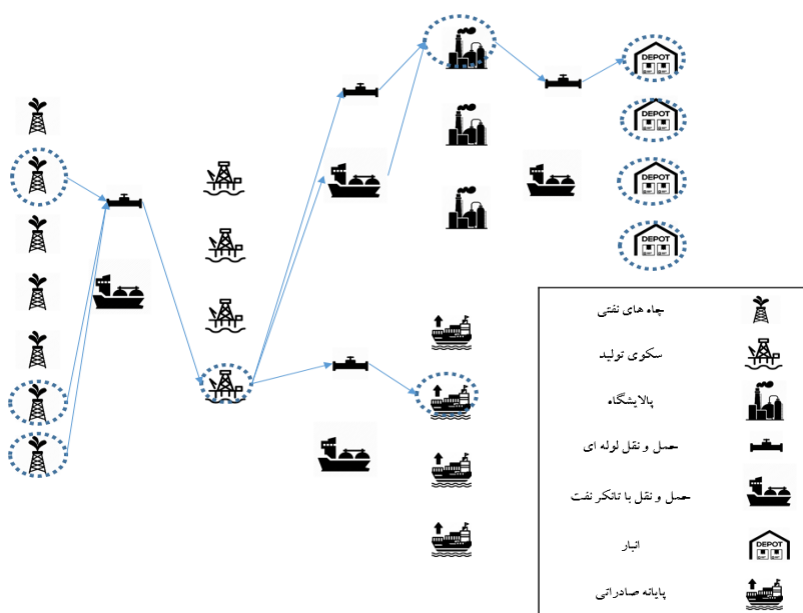 DEPOT
DEPOT
DEPOT
DEPOT
چاه های نفتی
سکوی تولید
پالایشگاه
حمل و نقل لوله ای
حمل و نقل با تانکر نفت
انبار
DEPOT
پایانه صادراتی